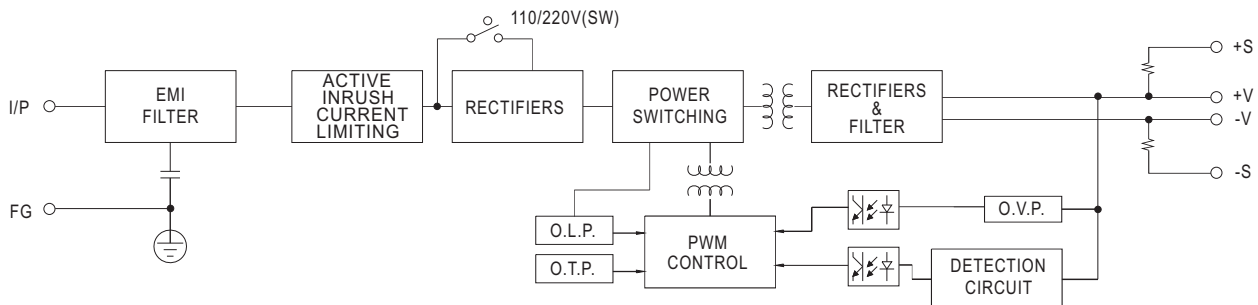 110/220V(SW)
+S
I/P
EMI
FILTER
ACTIVE
INRUSH
CURRENT
LIMITING
RECTIFIERS
POWER
SWITCHING
RECTIFIERS
&
FILTER
+V
-V
-S
FG
O.L.P.
O.T.P.
PWM
CONTROL
O.V.P.
DETECTION
CIRCUIT